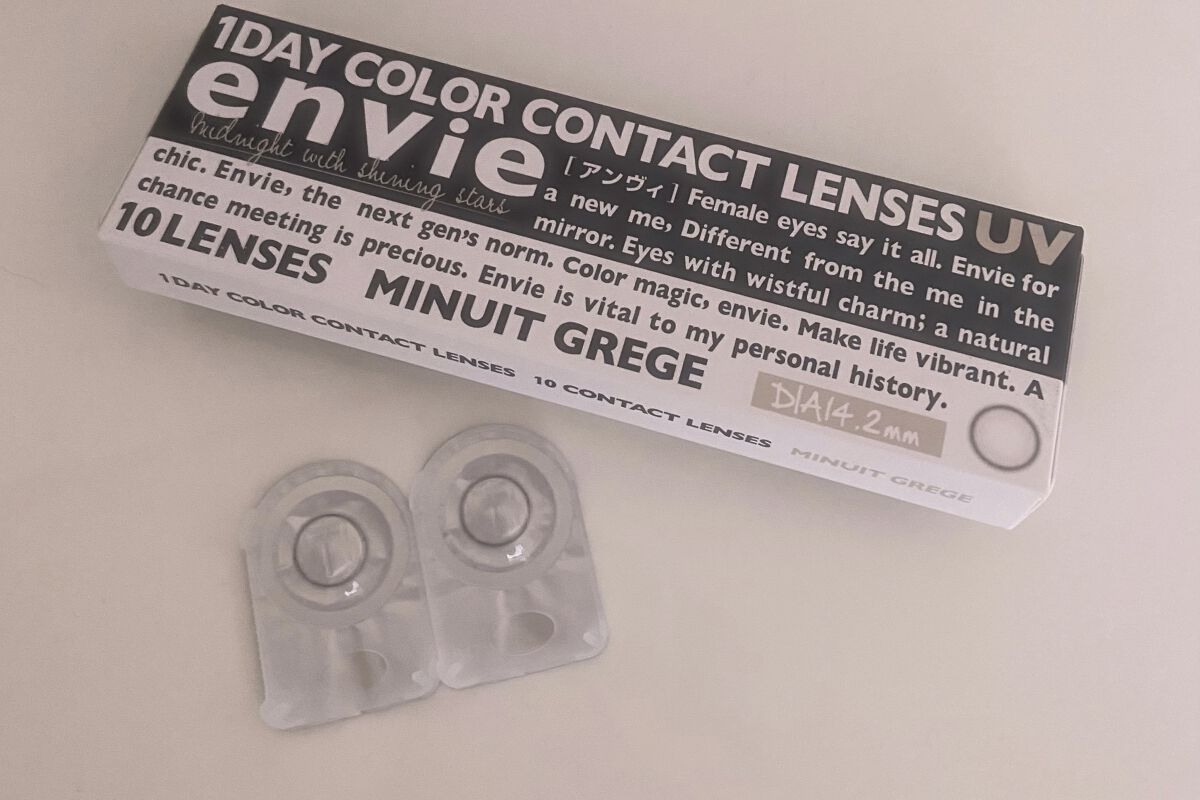 1DAY COLOR CONTACT LENSES UV
envie
midnight with shining stars
[アンヴィ] Female eyes say it all. Envie for
a new me, Different from the me in the
mirror. Eyes with wistful charm; a natural
chic. Envie, the next gen's norm. Color magic, envie. Make life vibrant. A
chance meeting is precious. Envie is vital to my personal history.
10 LENSES MINUIT GREGE
DIA14.2mm
1DAY COLOR CONTACT LENSES 10 CONTACT LENSES MINUIT GREGE